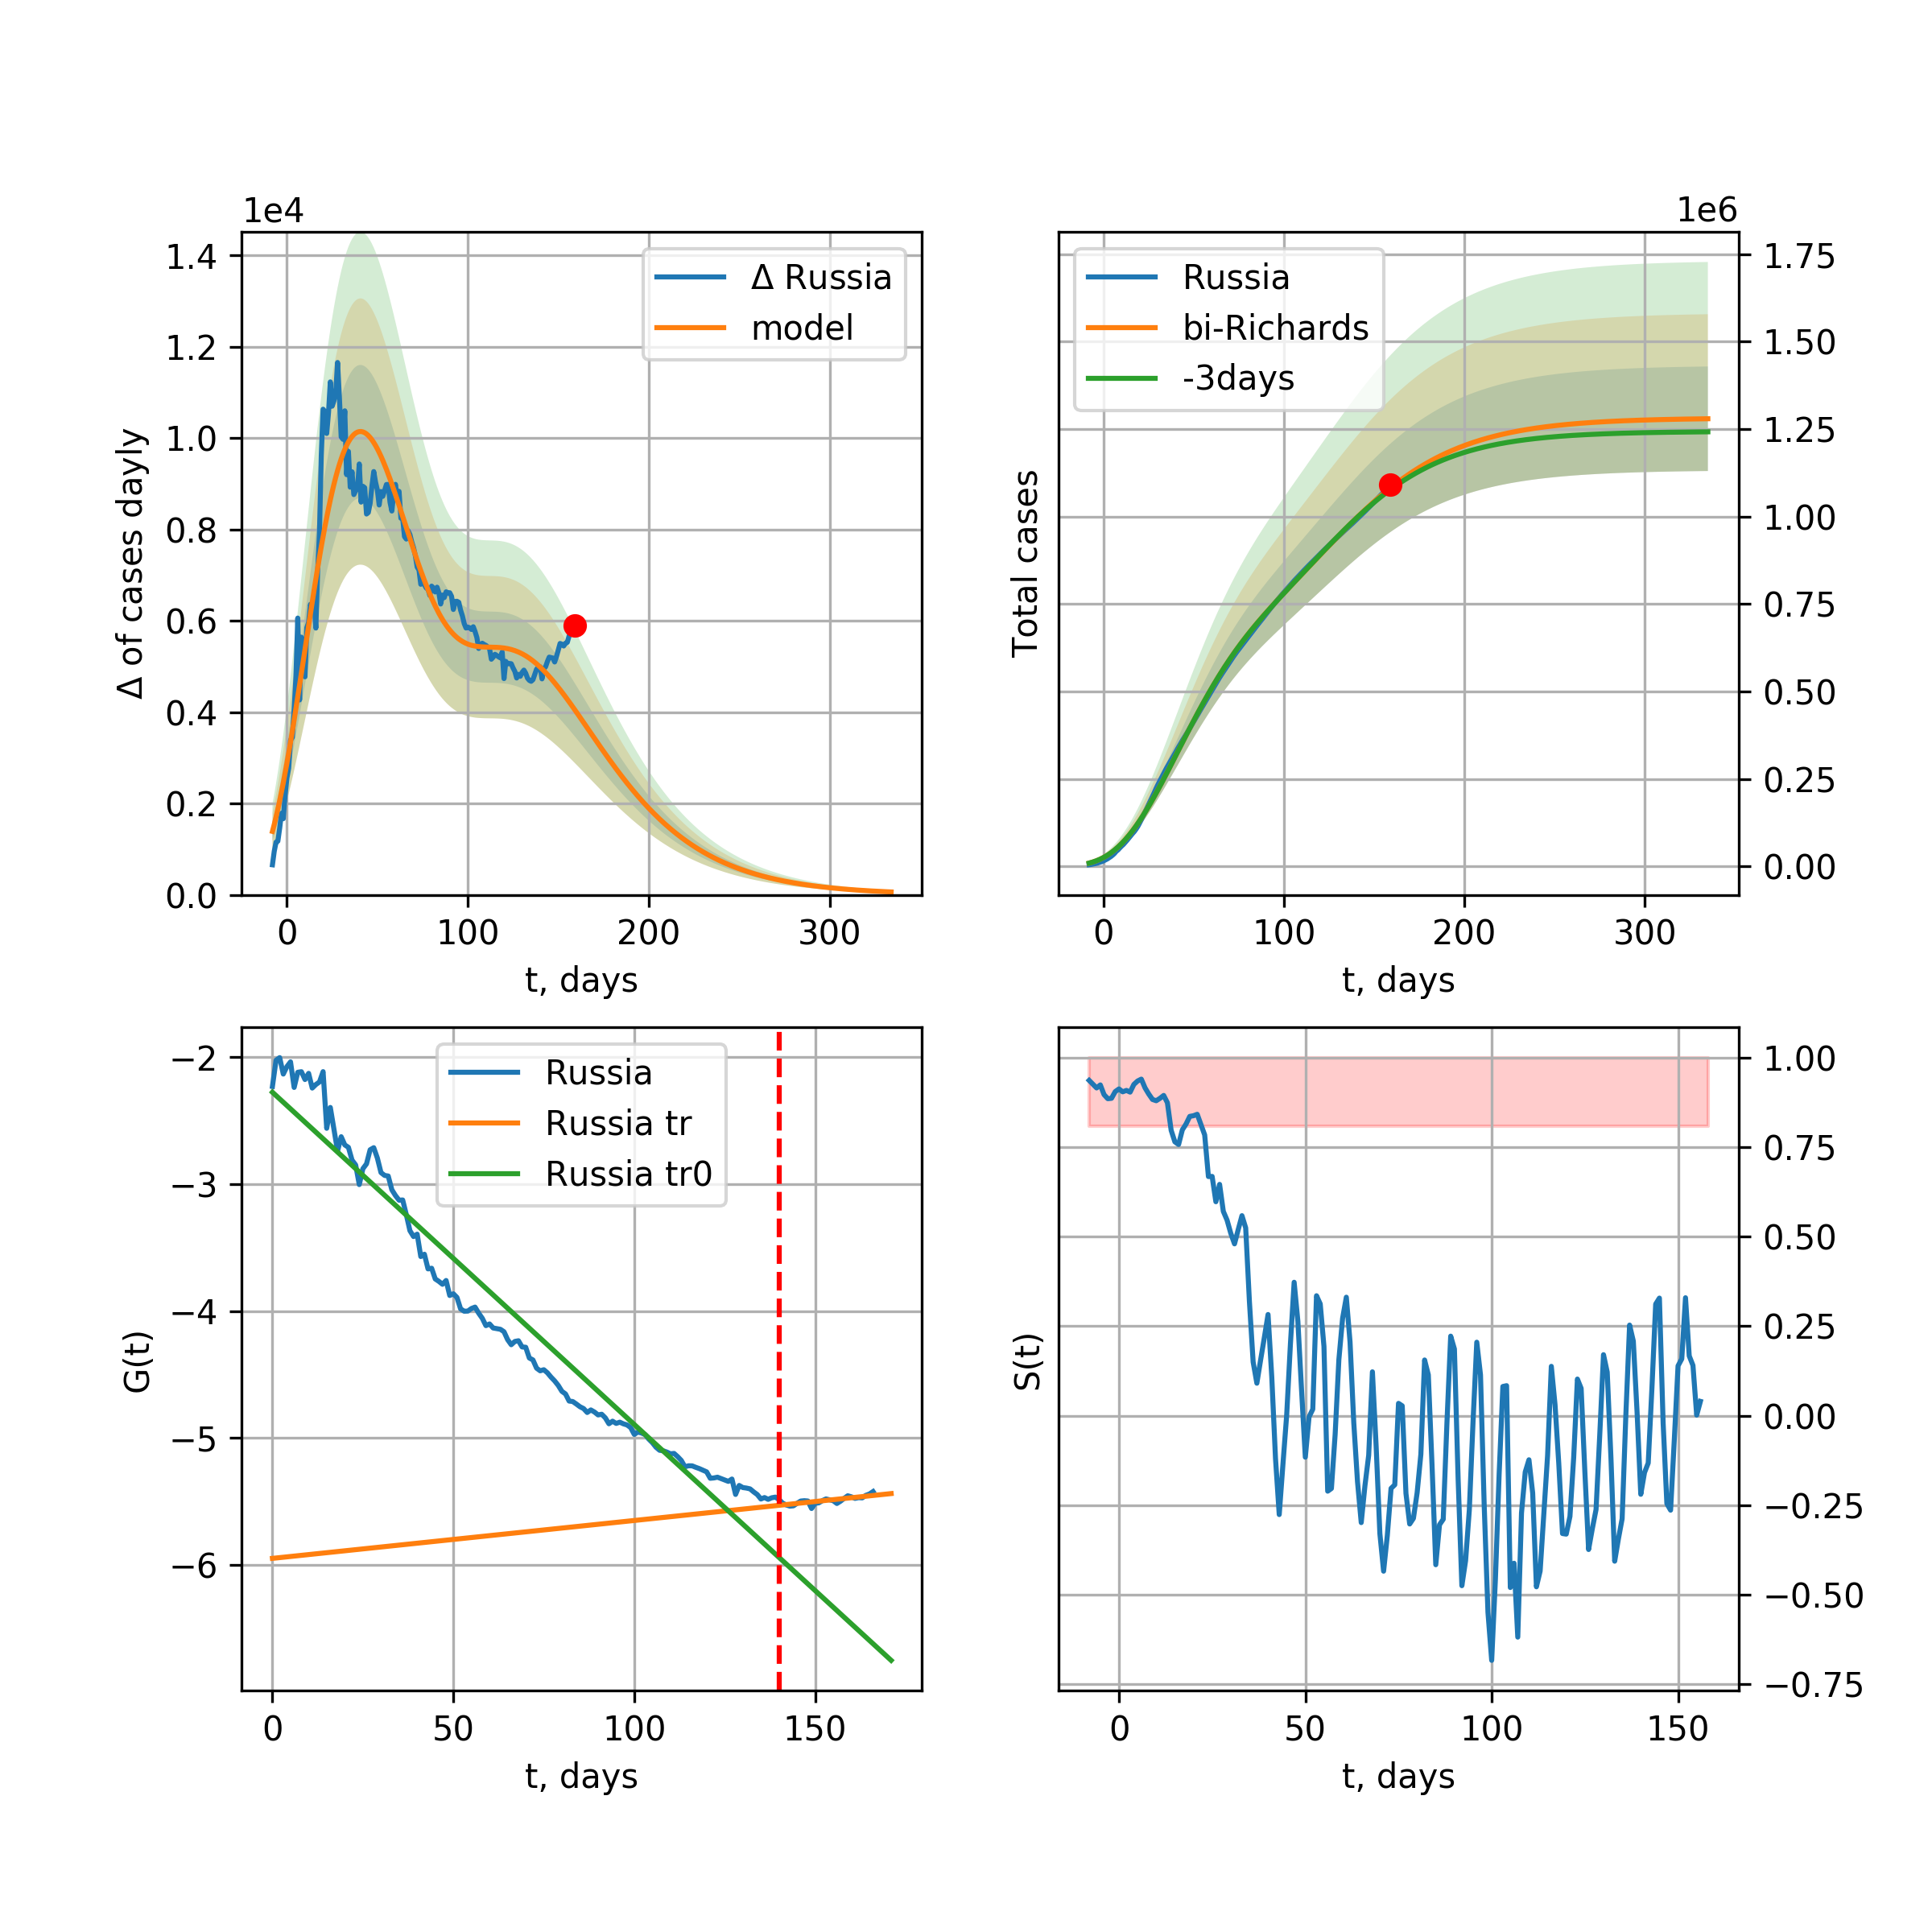 1e4
Δ of cases dayly
1.4
1.2
1.0
0.8
0.6
0.4
0.2
0.0
Δ Russia
model
0 100 200 300
t, days
1e6
Total cases
Russia
bi-Richards
-3days
1.75
1.50
1.25
1.00
0.75
0.50
0.25
0.00
0 100 200 300
t, days
G(t)
−2
−3
−4
−5
−6
Russia
Russia tr
Russia tr0
0 50 100 150
t, days
S(t)
1.00
0.75
0.50
0.25
0.00
−0.25
−0.50
−0.75
0 50 100 150
t, days